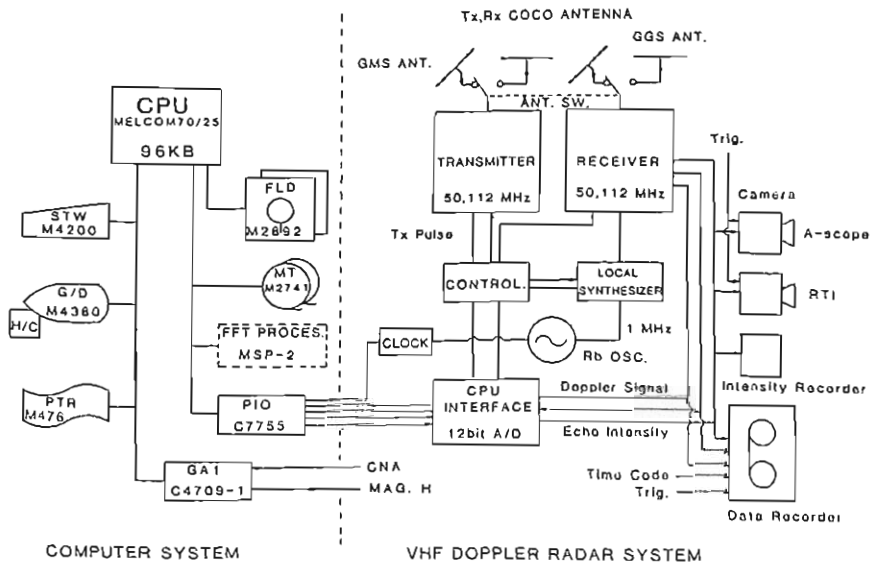 Tx,Rx COCO ANTENNA
GMS ANT.
GGS ANT.
ANT. SW.
CPU
MELCOM70/25
96KB
TRANSMITTER
50,112 MHz
RECEIVER
50,112 MHz
Trig.
Camera
A-scope
STW
M4200
FLD
M2892
Tx Pulse
G/D
M4380
H/C
MT
M2741
CONTROL.
LOCAL
SYNTHESIZER
RTI
FFT PROCES.
MSP-2
CLOCK
1 MHz
Rb OSC.
Intensity Recorder
PTR
M476
PIO
C7755
CPU
INTERFACE
12bit A/D
Doppler Signal
Echo Intensity
GA1
C4709-1
CNA
MAG. H
Time Code
Trig.
Data Recorder
COMPUTER SYSTEM
VHF DOPPLER RADAR SYSTEM